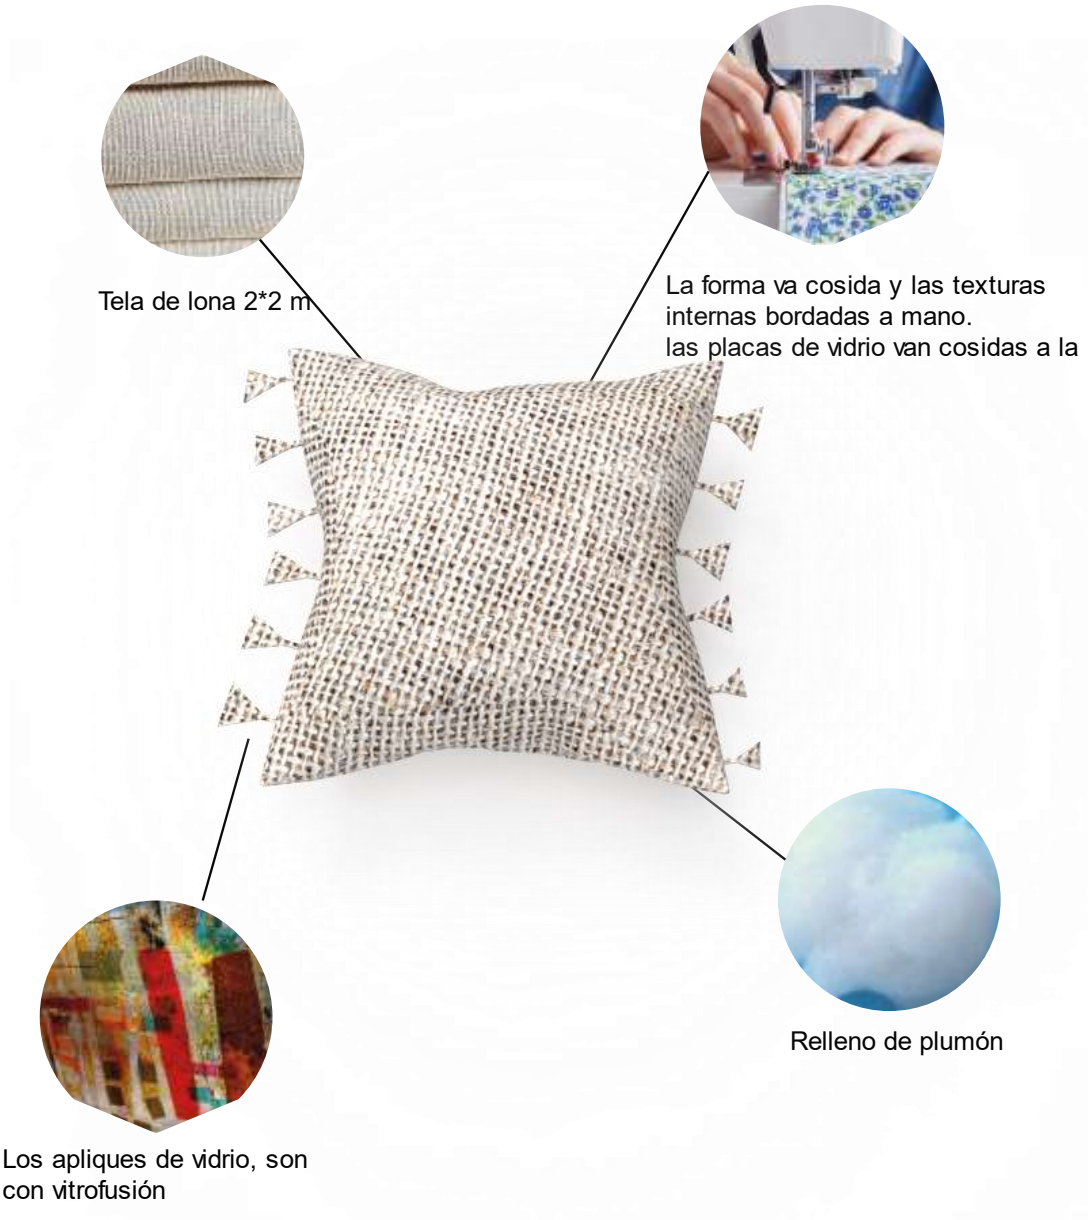 Tela de lona 2*2 m
La forma va cosida y las texturas
internas bordadas a mano.
las placas de vidrio van cosidas a la
Relleno de plumón
Los apliques de vidrio, son
con vitrofusión